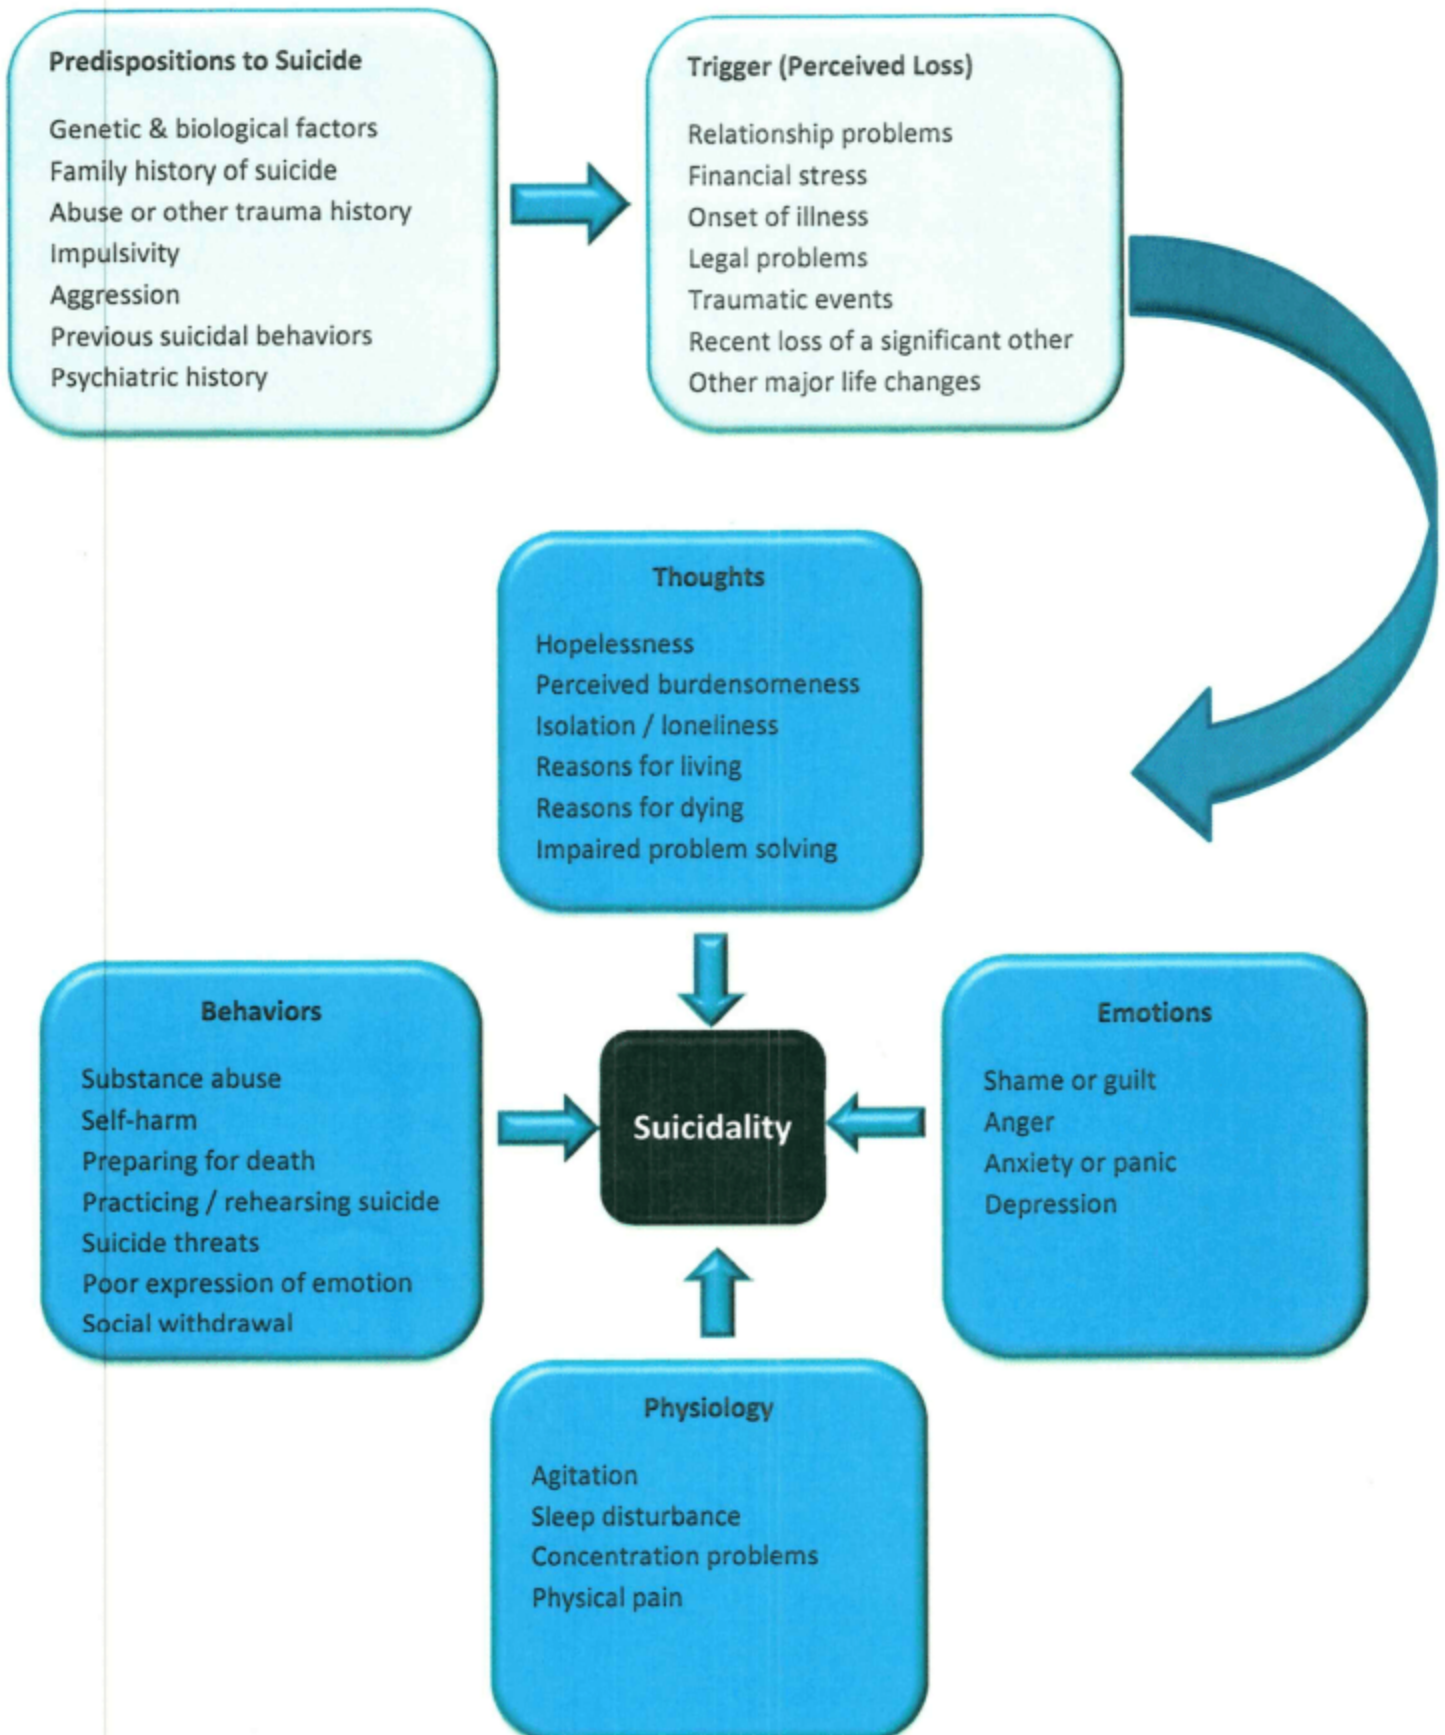 Predispositions to Suicide
Genetic & biological factors
Family history of suicide
Abuse or other trauma history
Impulsivity
Aggression
Previous suicidal behaviors
Psychiatric history
Trigger (Perceived Loss)
Relationship problems
Financial stress
Onset of illness
Legal problems
Traumatic events
Recent loss of a significant other
Other major life changes
Thoughts
Hopelessness
Perceived burdensomeness
Isolation / loneliness
Reasons for living
Reasons for dying
Impaired problem solving
Behaviors
Substance abuse
Self-harm
Preparing for death
Practicing / rehearsing suicide
Suicide threats
Poor expression of emotion
Social withdrawal
Suicidality
Emotions
Shame or guilt
Anger
Anxiety or panic
Depression
Physiology
Agitation
Sleep disturbance
Concentration problems
Physical pain